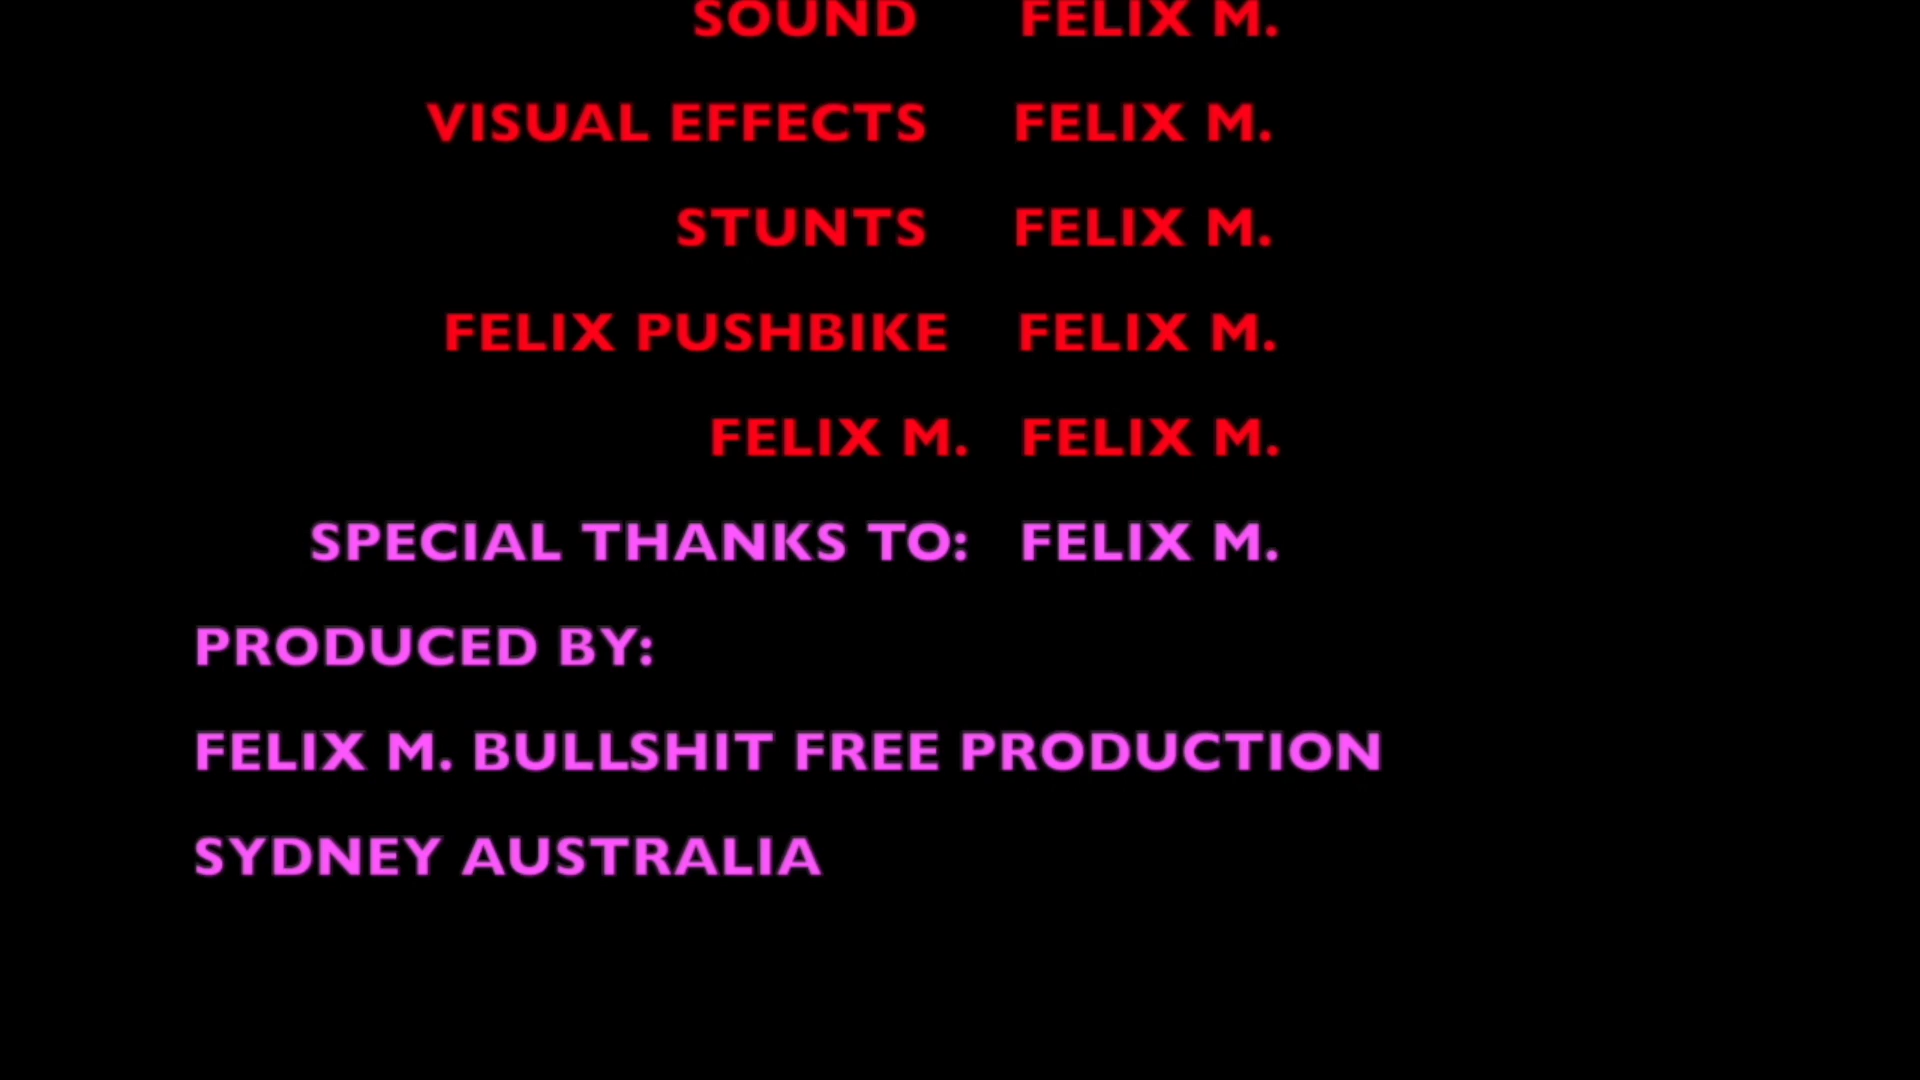 SOUND FELIX M.
VISUAL EFFECTS FELIX M.
STUNTS FELIX M.
FELIX PUSHBIKE FELIX M.
FELIX M. FELIX M.
SPECIAL THANKS TO: FELIX M.
PRODUCED BY:
FELIX M. BULLSHIT FREE PRODUCTION
SYDNEY AUSTRALIA